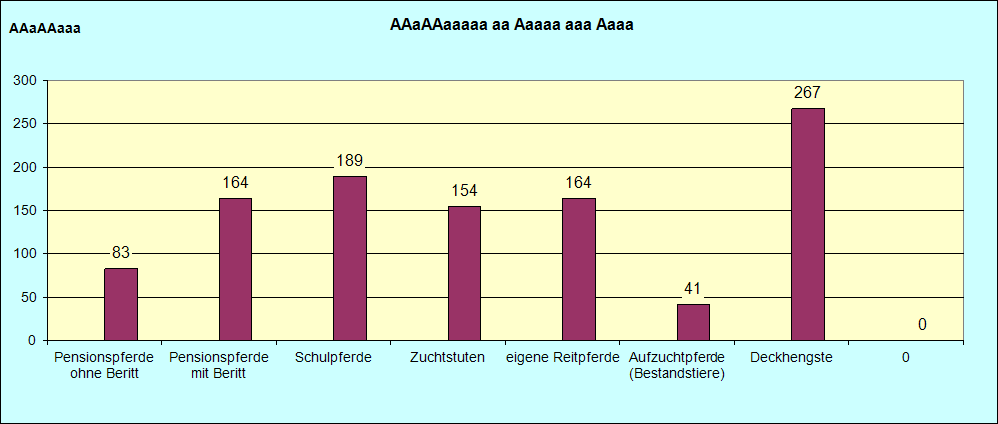 AAaAAaaaaa aa Aaaaa aaa Aaaa
AAaAAaaa
300
250
200
150
100
50
0
83
164
189
154
164
41
267
0
Pensionspferde
ohne Beritt
Pensionspferde
mit Beritt
Schulpferde
Zuchtstuten
eigene Reitpferde
Aufzuchtpferde
(Bestandstiere)
Deckhengste
0